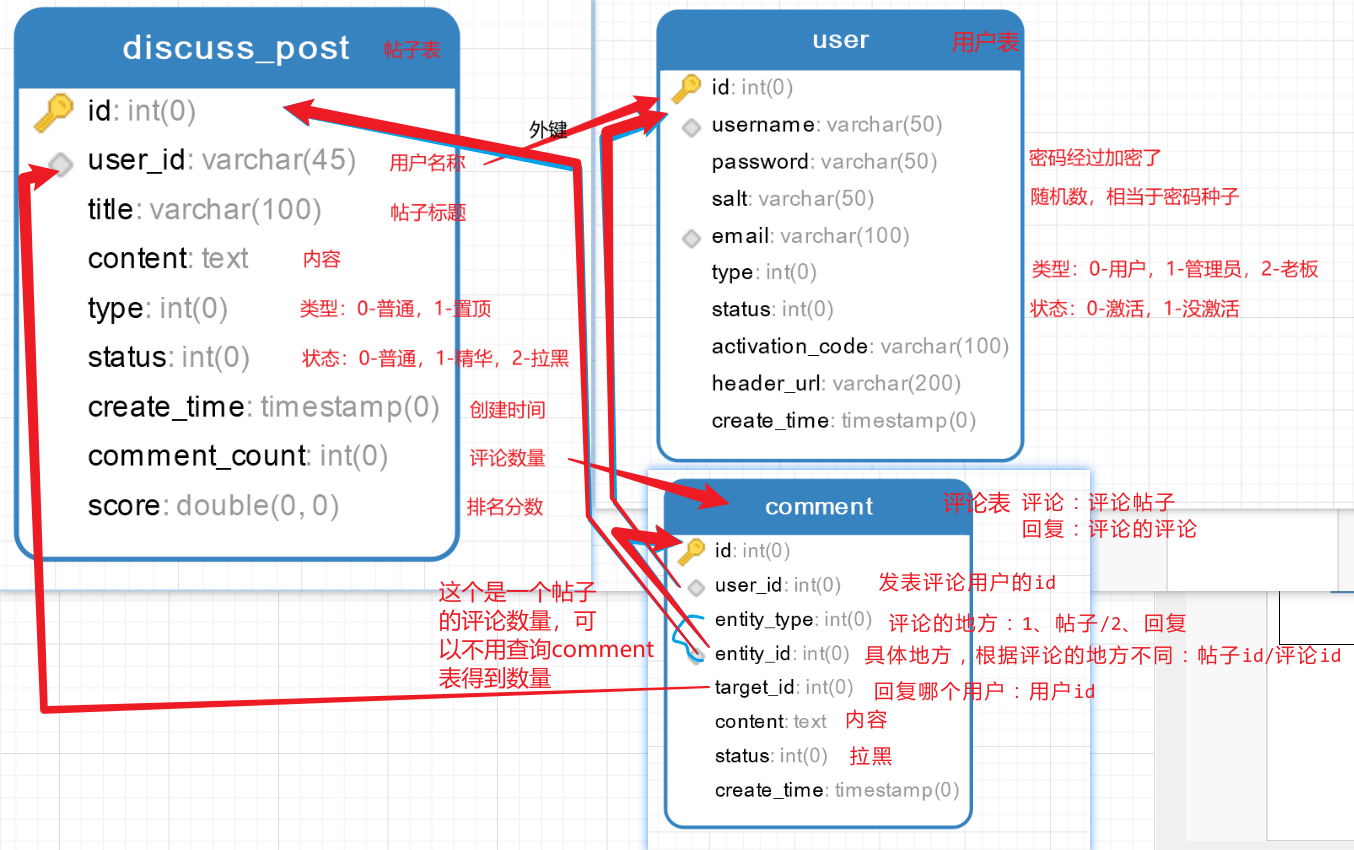 discuss_post 帖子表
id: int(0)
user_id: varchar(45) 用户名称
title: varchar(100) 帖子标题
content: text 内容
type: int(0) 类型：0-普通，1-置顶
status: int(0) 状态：0-普通，1-精华，2-拉黑
create_time: timestamp(0) 创建时间
comment_count: int(0) 评论数量
score: double(0, 0) 排名分数
外键
user 用户表
id: int(0)
username: varchar(50)
password: varchar(50) 密码经过加密了
salt: varchar(50) 随机数，相当于密码种子
email: varchar(100)
type: int(0) 类型：0-用户，1-管理员，2-老板
status: int(0) 状态：0-激活，1-没激活
activation_code: varchar(100)
header_url: varchar(200)
create_time: timestamp(0)
这个是一个帖子
的评论数量，可
以不用查询comment
表得到数量
comment 评论表 评论：评论帖子
回复：评论的评论
id: int(0)
user_id: int(0) 发表评论用户的id
entity_type: int(0) 评论的地方：1、帖子/2、回复
entity_id: int(0) 具体地方，根据评论的地方不同：帖子id/评论id
target_id: int(0) 回复哪个用户：用户id
content: text 内容
status: int(0) 拉黑
create_time: timestamp(0)